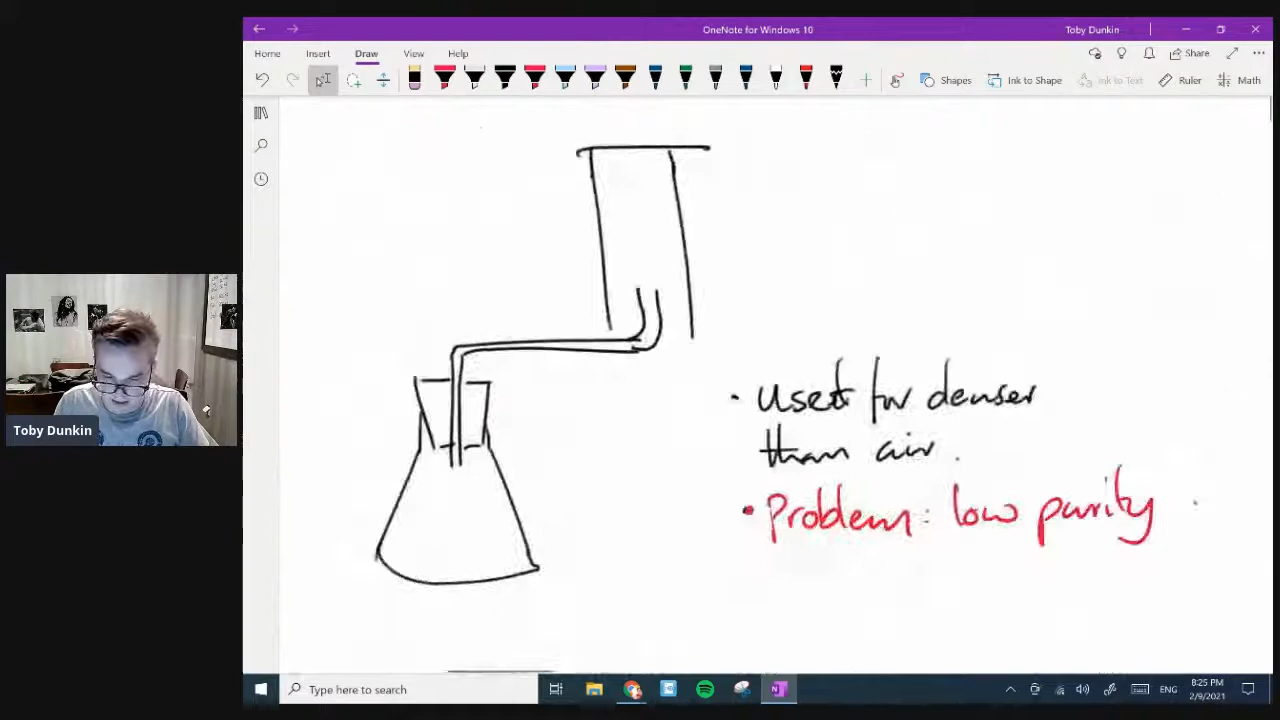 OneNote for Windows 10
Toby Dunkin
Home Insert Draw View Help
Share
Shapes Ink to Shape Ink to Text Ruler Math
• Used for denser
than air.
• Problem: low purity
Toby Dunkin
Type here to search
ENG
8:25 PM
2/9/2021